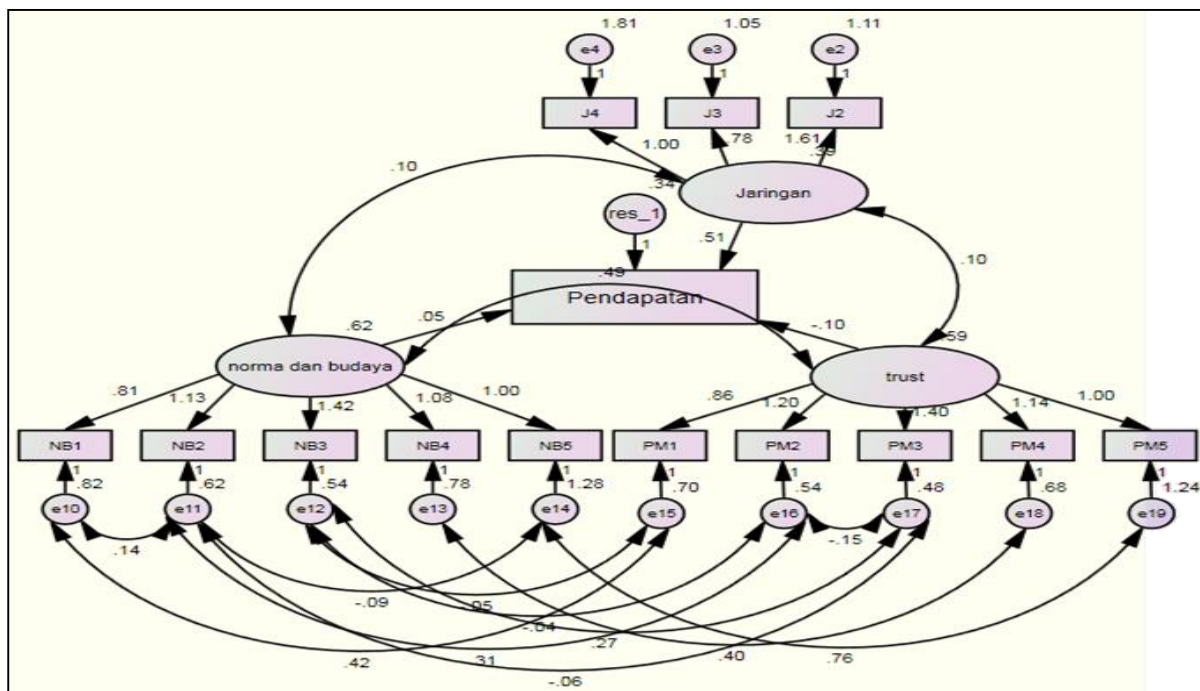 1.81 1.05 1.11
e4 e3 e2
1 1 1
J4 J3 J2
1.00 .78 1.61 .39
.10
.34 Jaringan
res_1
1 .51
.10
.49
Pendapatan
.62 .05 -.10 .59
norma dan budaya trust
.81 1.13 1.42 1.08 1.00 .86 1.20 1.40 1.14 1.00
NB1 NB2 NB3 NB4 NB5 PM1 PM2 PM3 PM4 PM5
1 1 1 1 1 1 1 1 1 1
.82 .62 .54 .78 1.28 .70 .54 .48 .68 1.24
e10 e11 e12 e13 e14 e15 e16 e17 e18 e19
.14 -.15
-.09 .05
-.04
.27
.42 .31 .40 .76
-.06